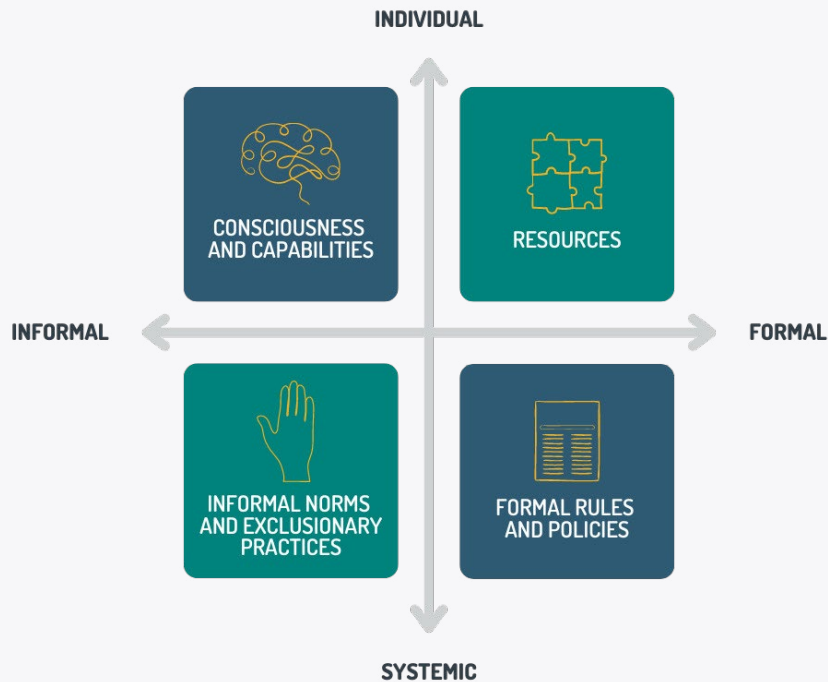 INDIVIDUAL
CONSCIOUSNESS
AND CAPABILITIES
RESOURCES
INFORMAL
FORMAL
INFORMAL NORMS
AND EXCLUSIONARY
PRACTICES
FORMAL RULES
AND POLICIES
SYSTEMIC